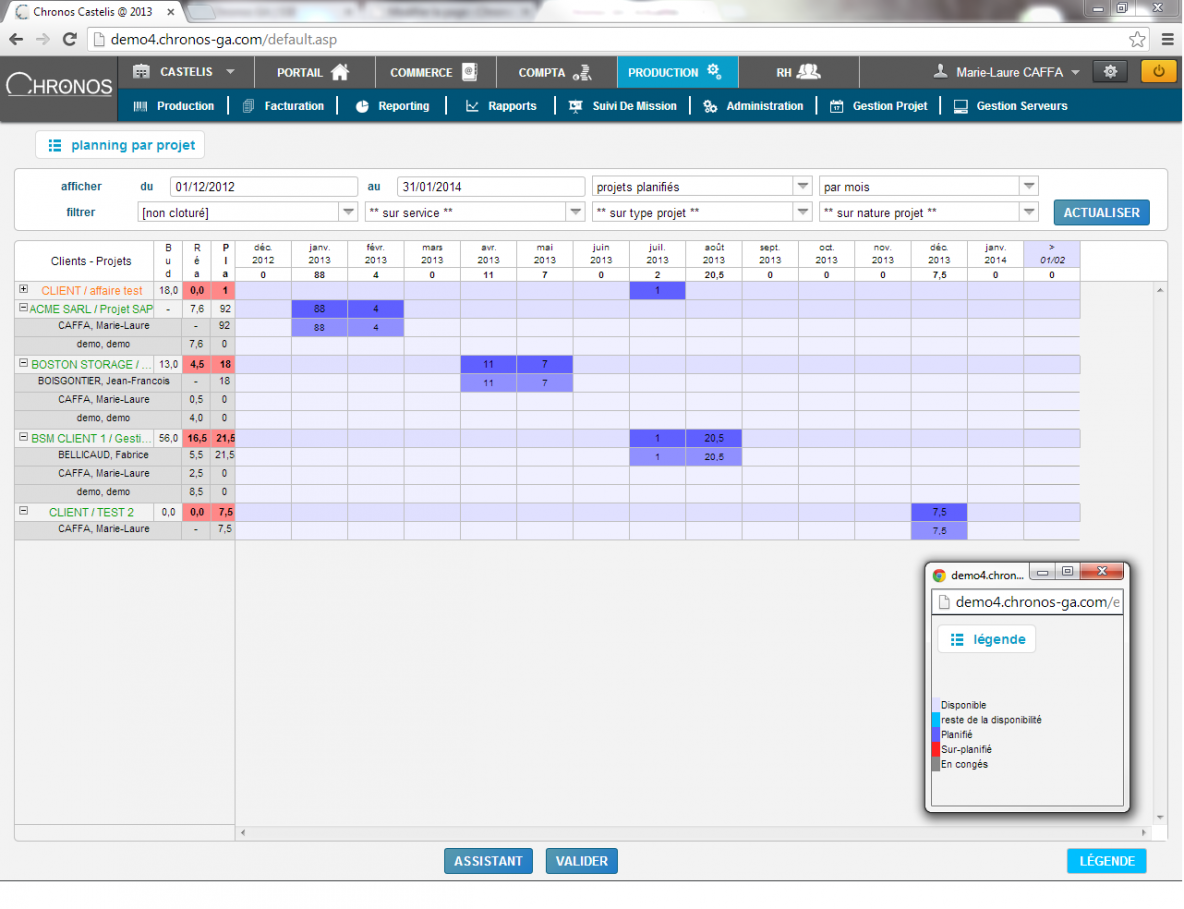 Chronos Castelis @ 2013 x
demo4.chronos-ga.com/default.asp
CHRONOS
CASTELIS PORTAIL COMMERCE COMPTA PRODUCTION RH Marie-Laure CAFFA
Production Facturation Reporting Rapports Suivi De Mission Administration Gestion Projet Gestion Serveurs
planning par projet
afficher du 01/12/2012 au 31/01/2014 projets planifiés par mois
filtrer [non cloturé] ** sur service ** ** sur type projet ** ** sur nature projet ** ACTUALISER
Clients - Projets Bud Réa Pla déc. 2012 janv. 2013 févr. 2013 mars 2013 avr. 2013 mai 2013 juin 2013 juil. 2013 août 2013 sept. 2013 oct. 2013 nov. 2013 déc. 2013 janv. 2014 > 01/02
0 88 4 0 11 7 0 2 20,5 0 0 0 7,5 0 0
CLIENT / affaire test 18,0 0,0 1 1
ACME SARL / Projet SAP - 7,6 92 88 4
CAFFA, Marie-Laure - 92 88 4
demo, demo 7,6 0
BOSTON STORAGE / ... 13,0 4,5 18 11 7
BOISGONTIER, Jean-Francois - 18 11 7
CAFFA, Marie-Laure 0,5 0
demo, demo 4,0 0
BSM CLIENT 1 / Gesti... 56,0 16,5 21,5 1 20,5
BELLICAUD, Fabrice 5,5 21,5 1 20,5
CAFFA, Marie-Laure 2,5 0
demo, demo 8,5 0
CLIENT / TEST 2 0,0 0,0 7,5 7,5
CAFFA, Marie-Laure - 7,5 7,5
demo4.chron...
demo4.chronos-ga.com/e
légende
Disponible
reste de la disponibilité
Planifié
Sur-planifié
En congés
ASSISTANT VALIDER LÉGENDE